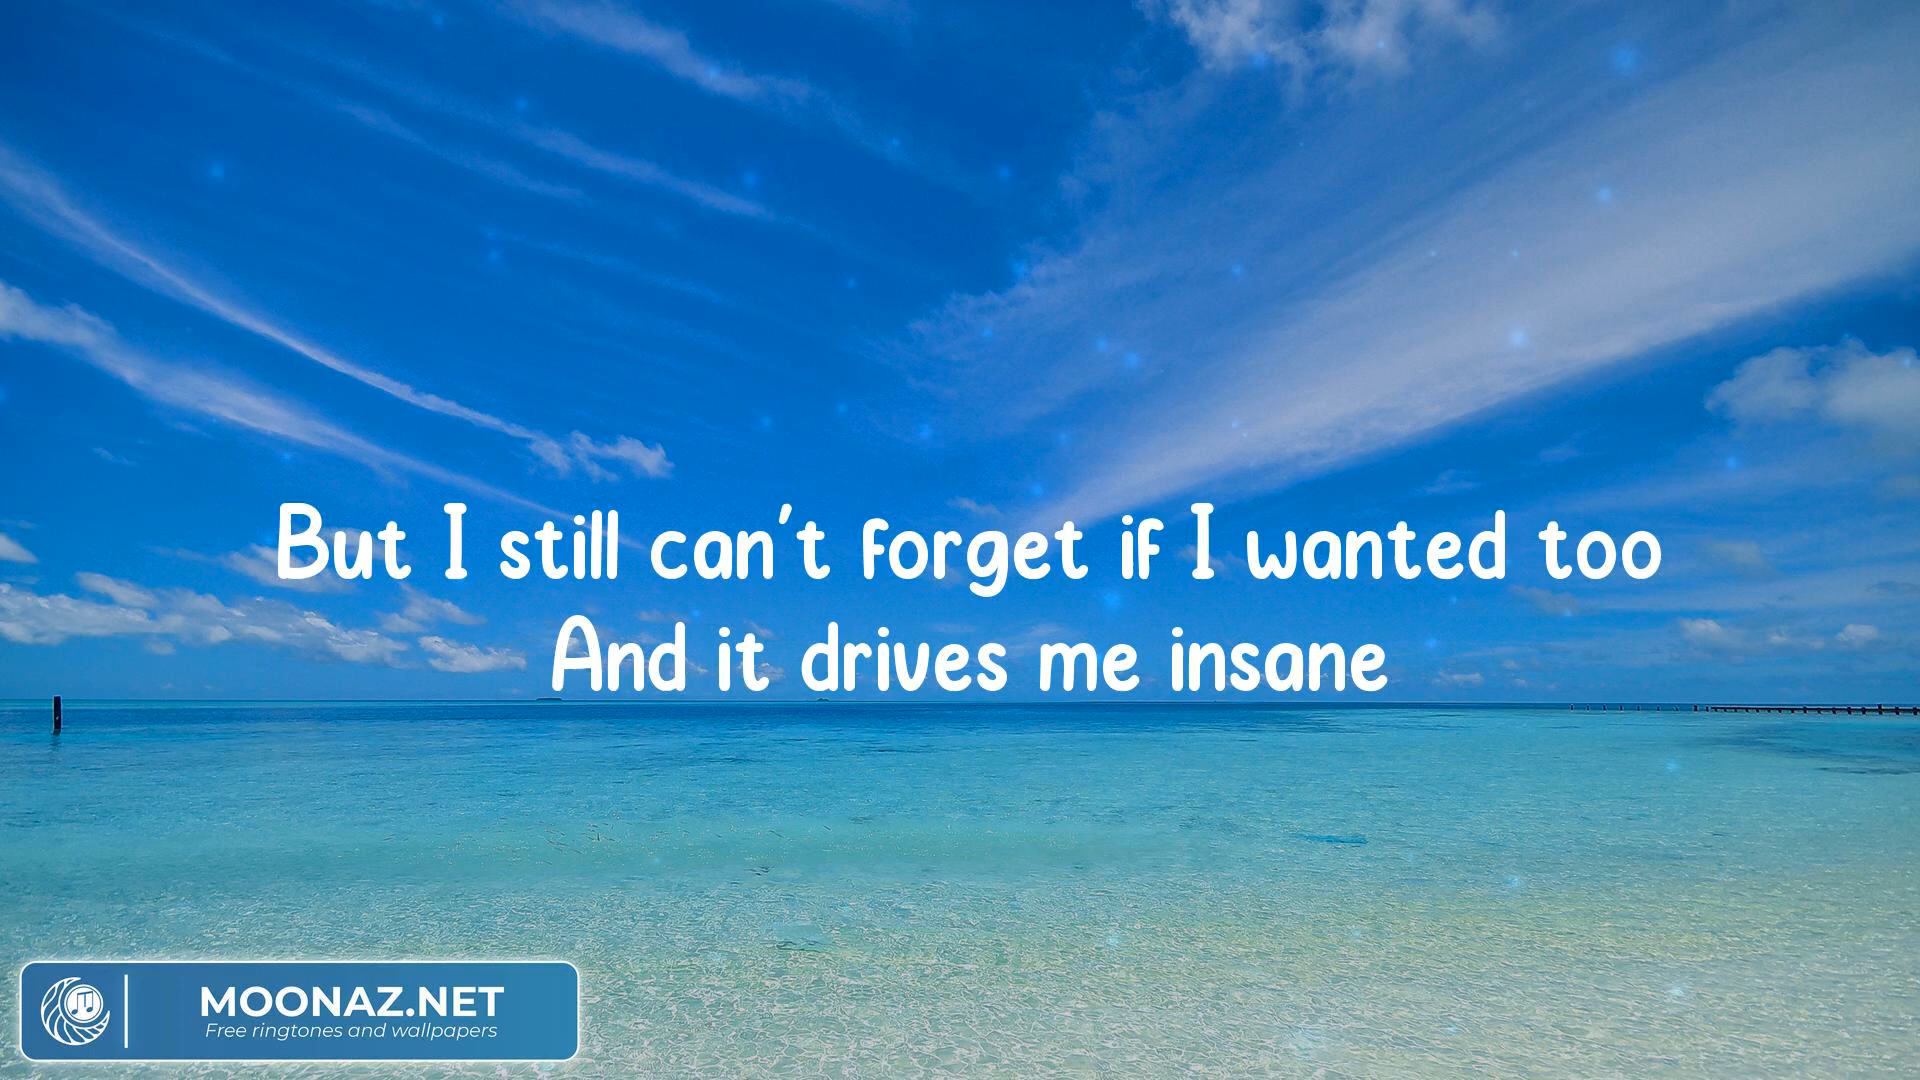 But I still can't forget if I wanted too
And it drives me insane
MOONAZ.NET
Free ringtones and wallpapers